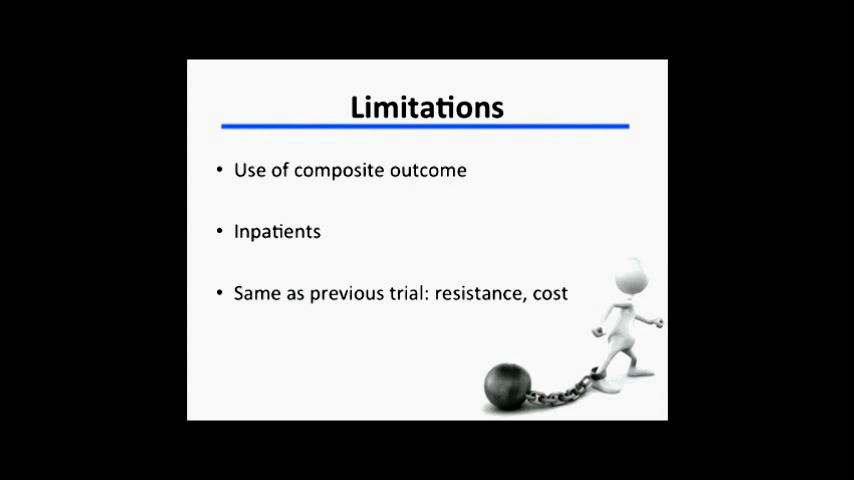 Limitations
• Use of composite outcome
• Inpatients
• Same as previous trial: resistance, cost